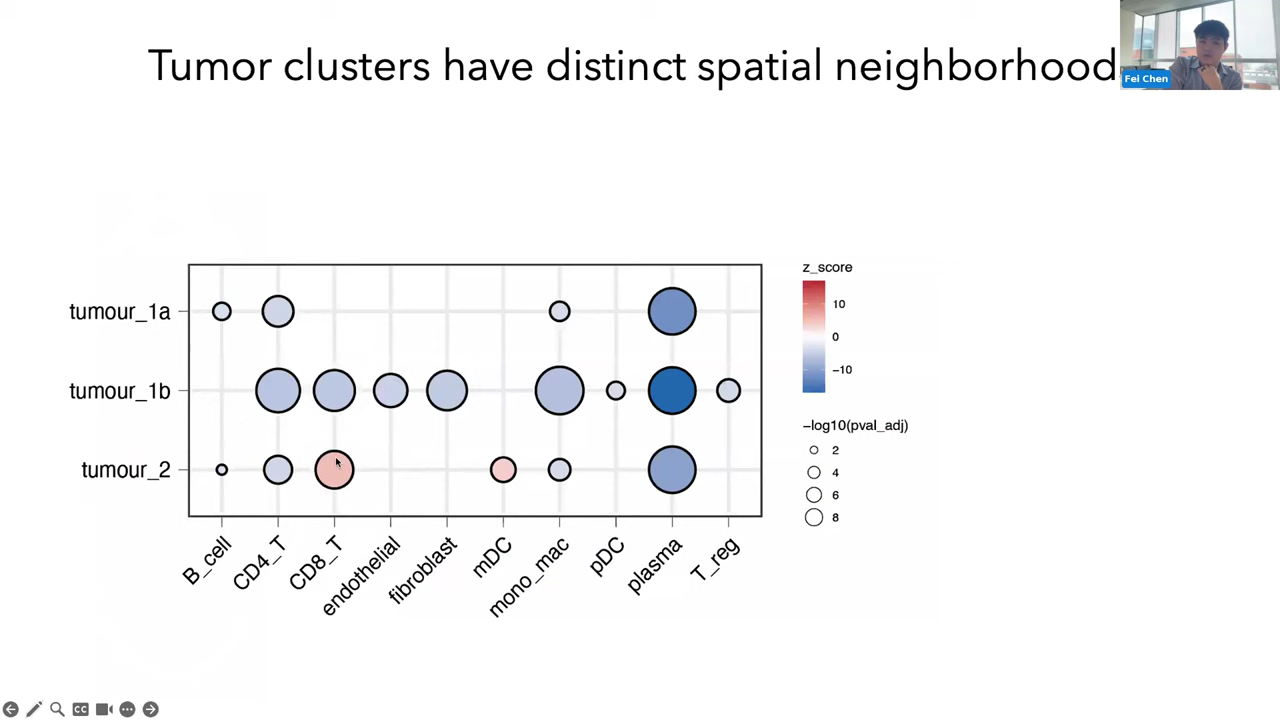 Tumor clusters have distinct spatial neighborhood
Fei Chen
tumour_1a
tumour_1b
tumour_2
B_cell
CD4_T
CD8_T
endothelial
fibroblast
mDC
mono_mac
pDC
plasma
T_reg
z_score
10
0
−10
−log10(pval_adj)
2
4
6
8
CC